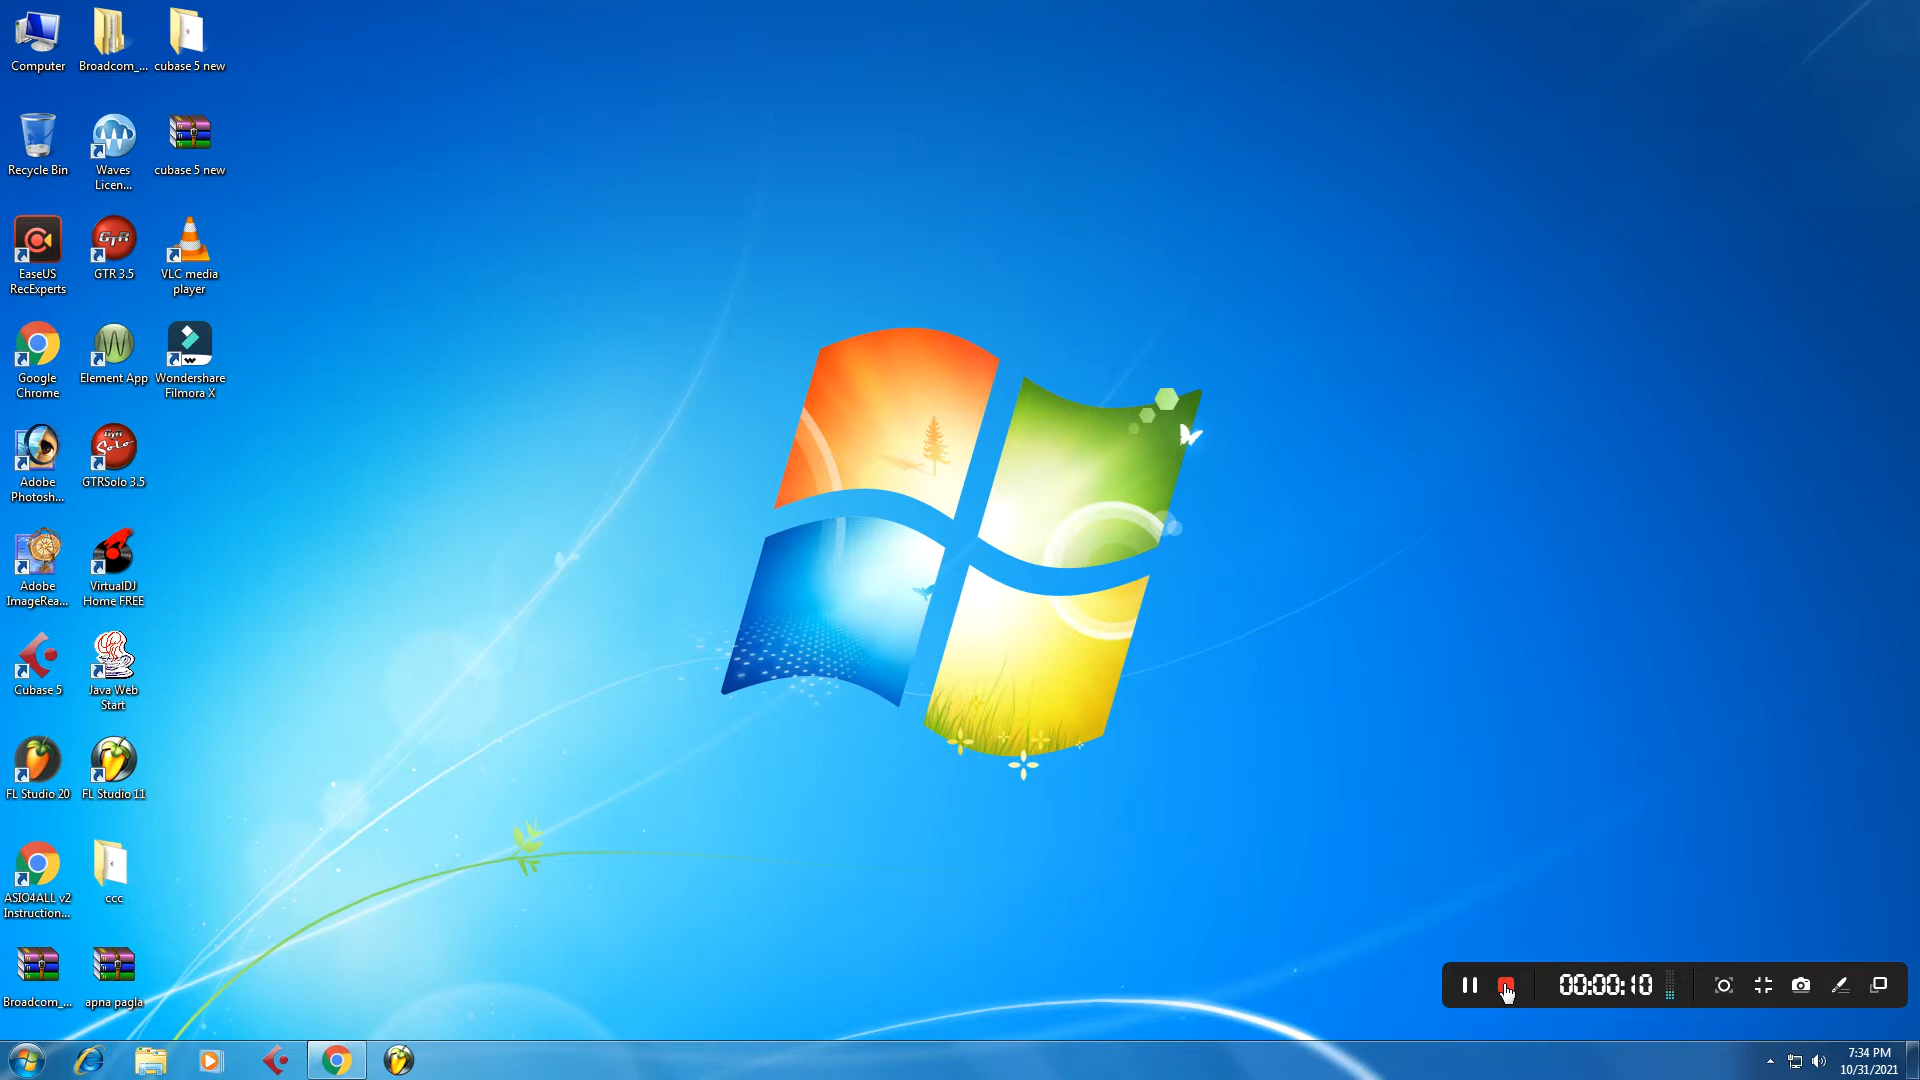 Computer
Broadcom_...
cubase 5 new
Recycle Bin
Waves
Licen...
cubase 5 new
EaseUS
RecExperts
GTR 3.5
VLC media
player
Google
Chrome
Element App
Wondershare
Filmora X
Adobe
Photosh...
GTRSolo 3.5
Adobe
ImageRea...
VirtualDJ
Home FREE
Cubase 5
Java Web
Start
FL Studio 20
FL Studio 11
ASIO4ALL v2
Instruction...
ccc
Broadcom_...
apna pagla
00:00:10
7:34 PM
10/31/2021